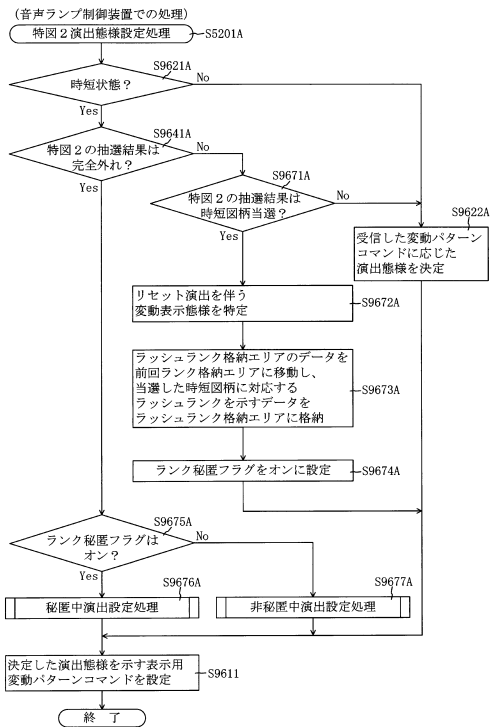 (音声ランプ制御装置での処理)
特図２演出態様設定処理
S5201A
S9621A
時短状態？
No
Yes
S9641A
特図２の抽選結果は
完全外れ？
No
Yes
S9671A
特図２の抽選結果は
時短図柄当選？
No
Yes
S9622A
受信した変動パターン
コマンドに応じた
演出態様を決定
リセット演出を伴う
変動表示態様を特定
S9672A
ラッシュランク格納エリアのデータを
前回ランク格納エリアに移動し、
当選した時短図柄に対応する
ラッシュランクを示すデータを
ラッシュランク格納エリアに格納
S9673A
ランク秘匿フラグをオンに設定
S9674A
S9675A
ランク秘匿フラグは
オン？
No
Yes
S9676A
秘匿中演出設定処理
S9677A
非秘匿中演出設定処理
決定した演出態様を示す表示用
変動パターンコマンドを設定
S9611
終 了